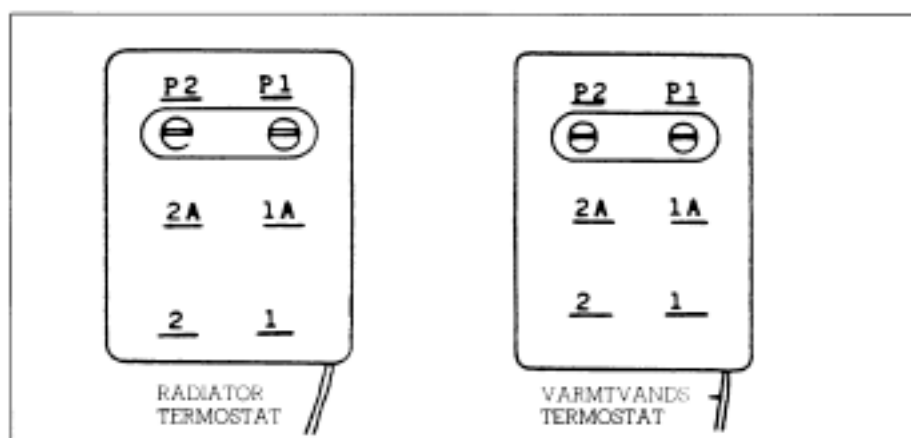 P2 P1
2A 1A
2 1
RADIATOR
TERMOSTAT
P2 P1
2A 1A
2 1
VARMTVANDS
TERMOSTAT